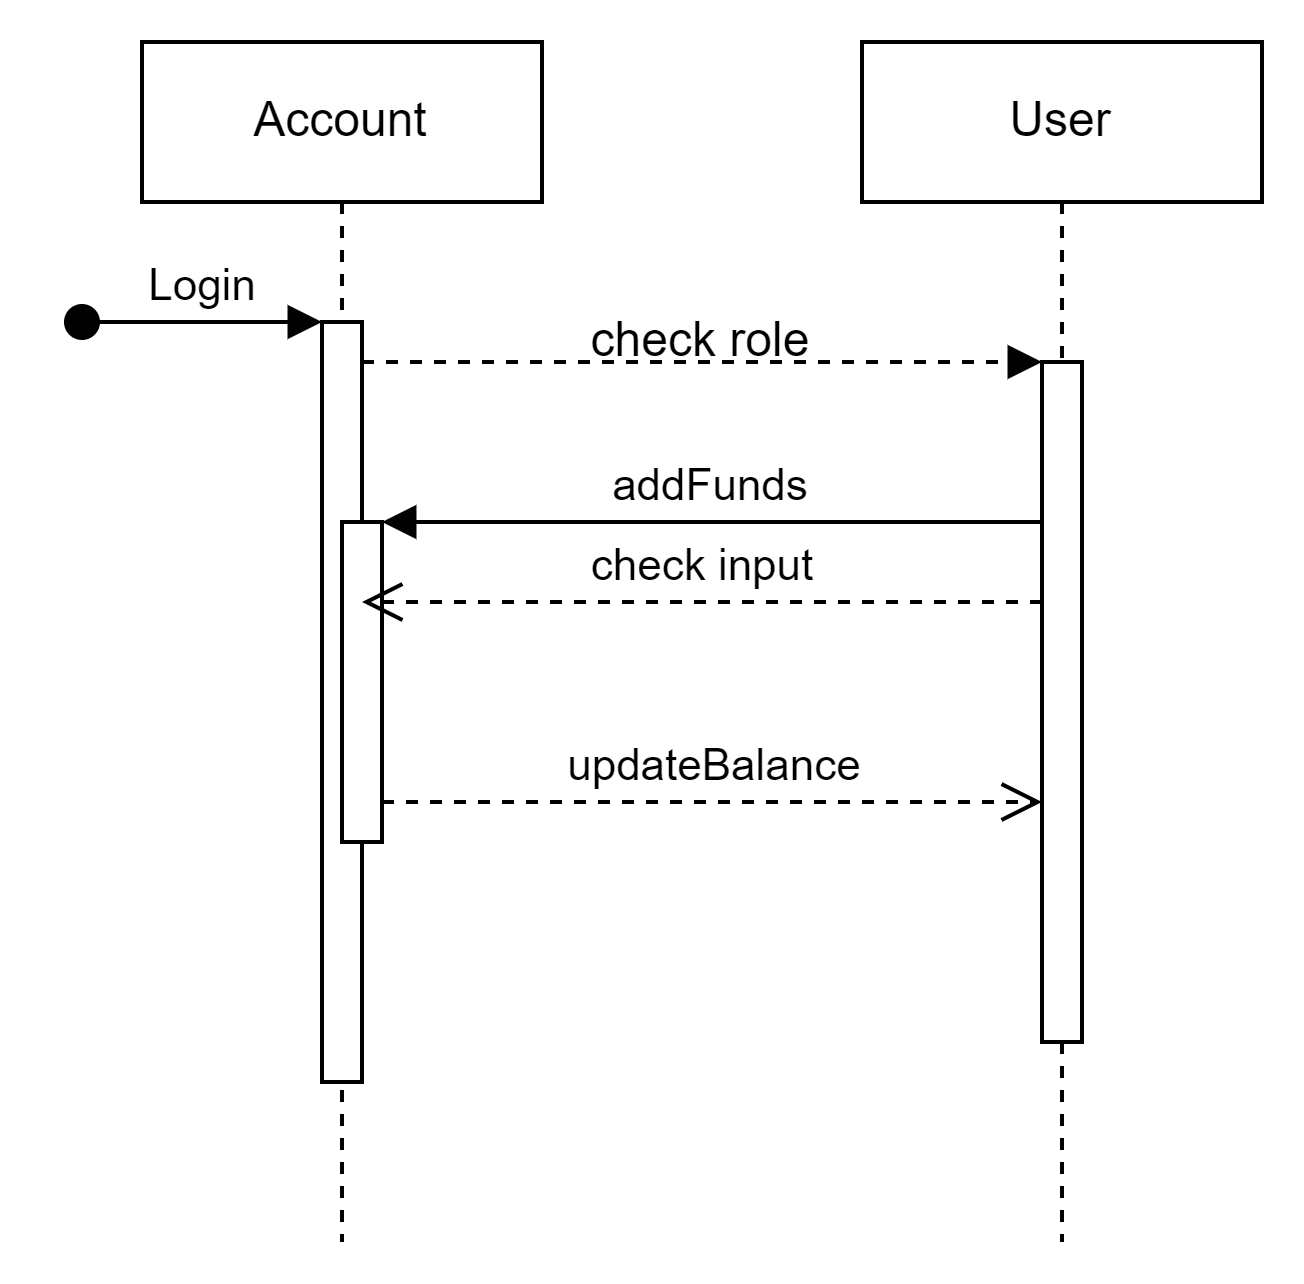 Account
User
Login
check role
addFunds
check input
updateBalance